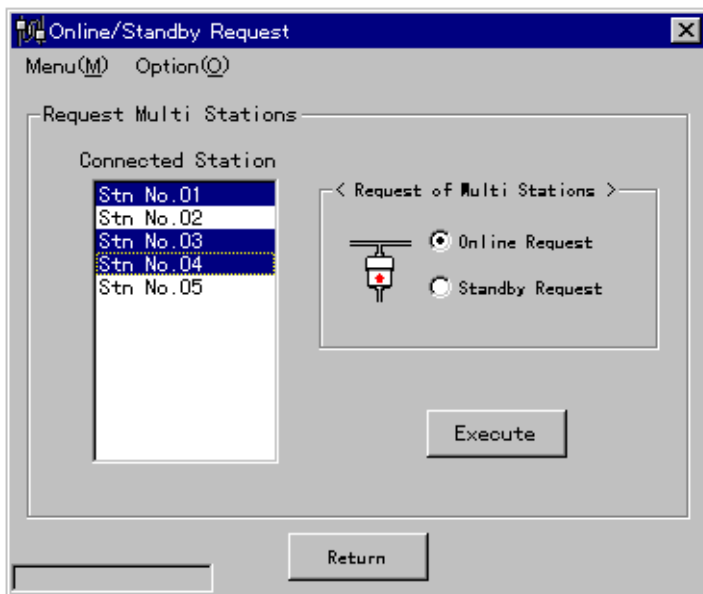 Online/Standby Request
Menu(M) Option(O)
Request Multi Stations
Connected Station
Stn No.01
Stn No.02
Stn No.03
Stn No.04
Stn No.05
< Request of Multi Stations >
Online Request
Standby Request
Execute
Return